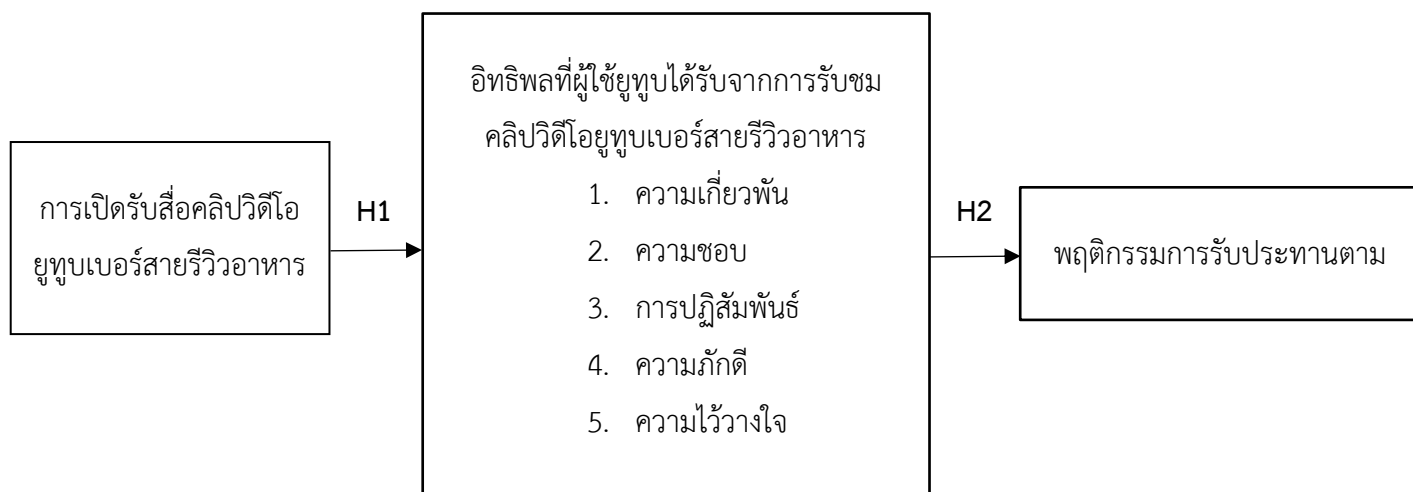 อิทธิพลที่ผู้ใช้ยูทูบได้รับจากการรับชม
คลิปวิดีโอยูทูบเบอร์สายรีวิวอาหาร
1. ความเกี่ยวพัน
2. ความชอบ
3. การปฏิสัมพันธ์
4. ความภักดี
5. ความไว้วางใจ
การเปิดรับสื่อคลิปวิดีโอ
ยูทูบเบอร์สายรีวิวอาหาร
H1
H2
พฤติกรรมการรับประทานตาม